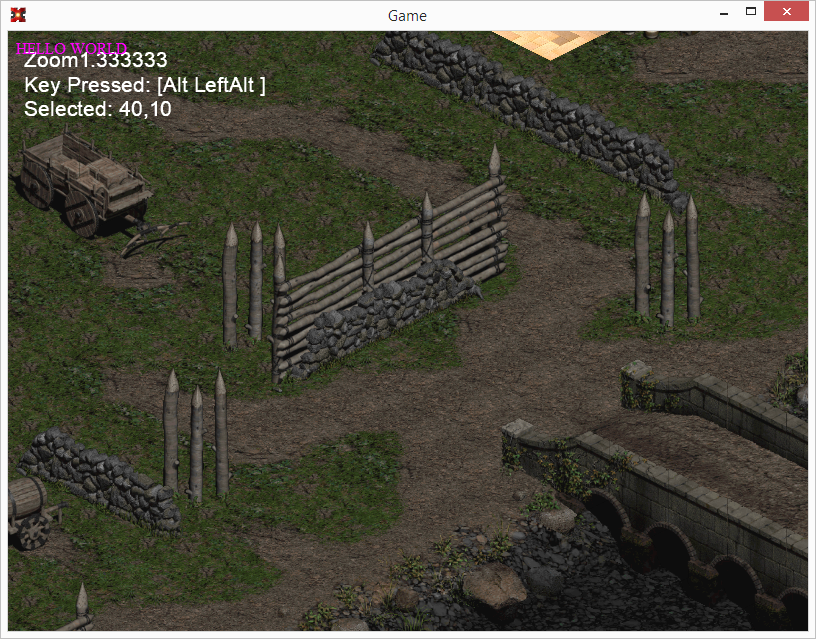 Game
HELLO WORLD
Zoom1.333333
Key Pressed: [Alt LeftAlt ]
Selected: 40,10